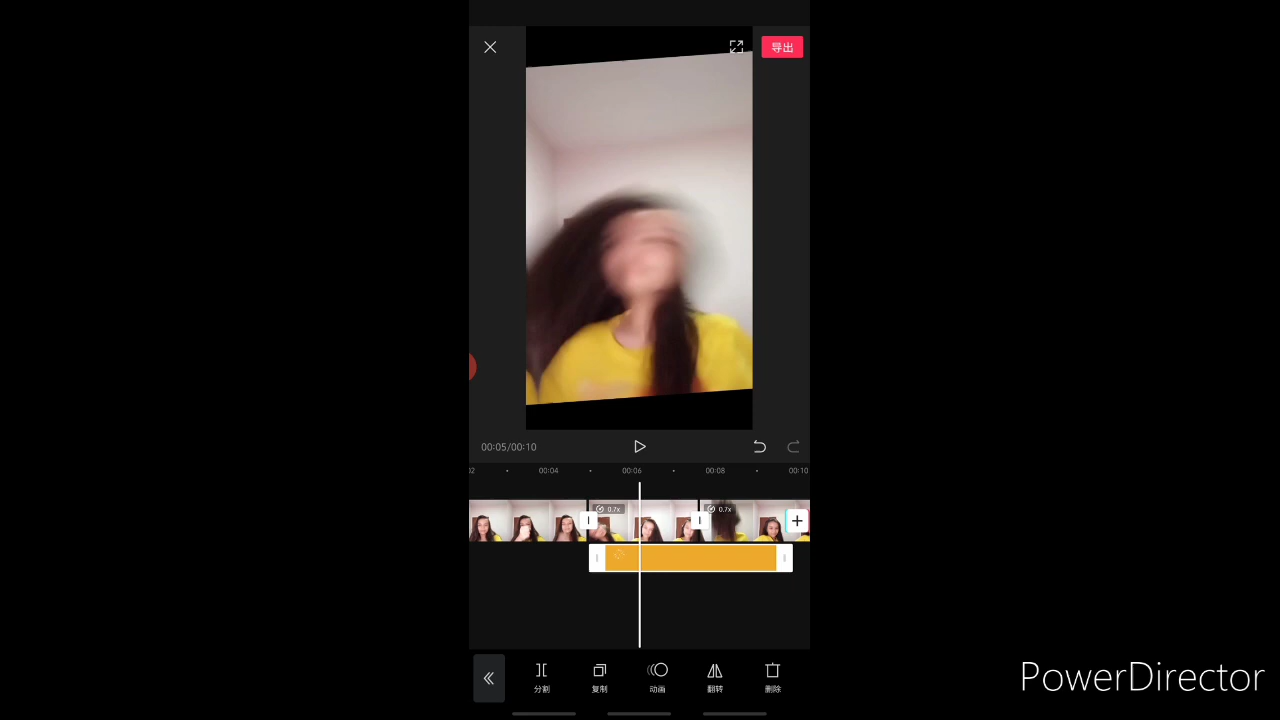 导出
00:05/00:10
02
00:04
00:06
00:08
00:10
0.7x
0.7x
分割
复制
动画
翻转
删除
PowerDirector